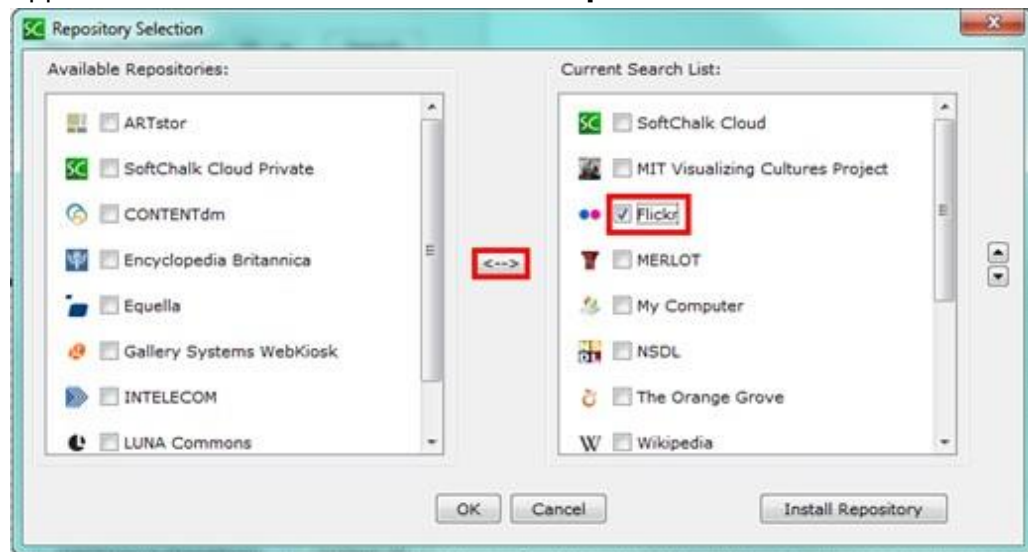 Repository Selection
Available Repositories:
ARTstor
SoftChalk Cloud Private
CONTENTdm
Encyclopedia Britannica
Equella
Gallery Systems WebKiosk
INTELECOM
LUNA Commons
<-->
Current Search List:
SoftChalk Cloud
MIT Visualizing Cultures Project
Flickr
MERLOT
My Computer
NSDL
The Orange Grove
Wikipedia
OK
Cancel
Install Repository